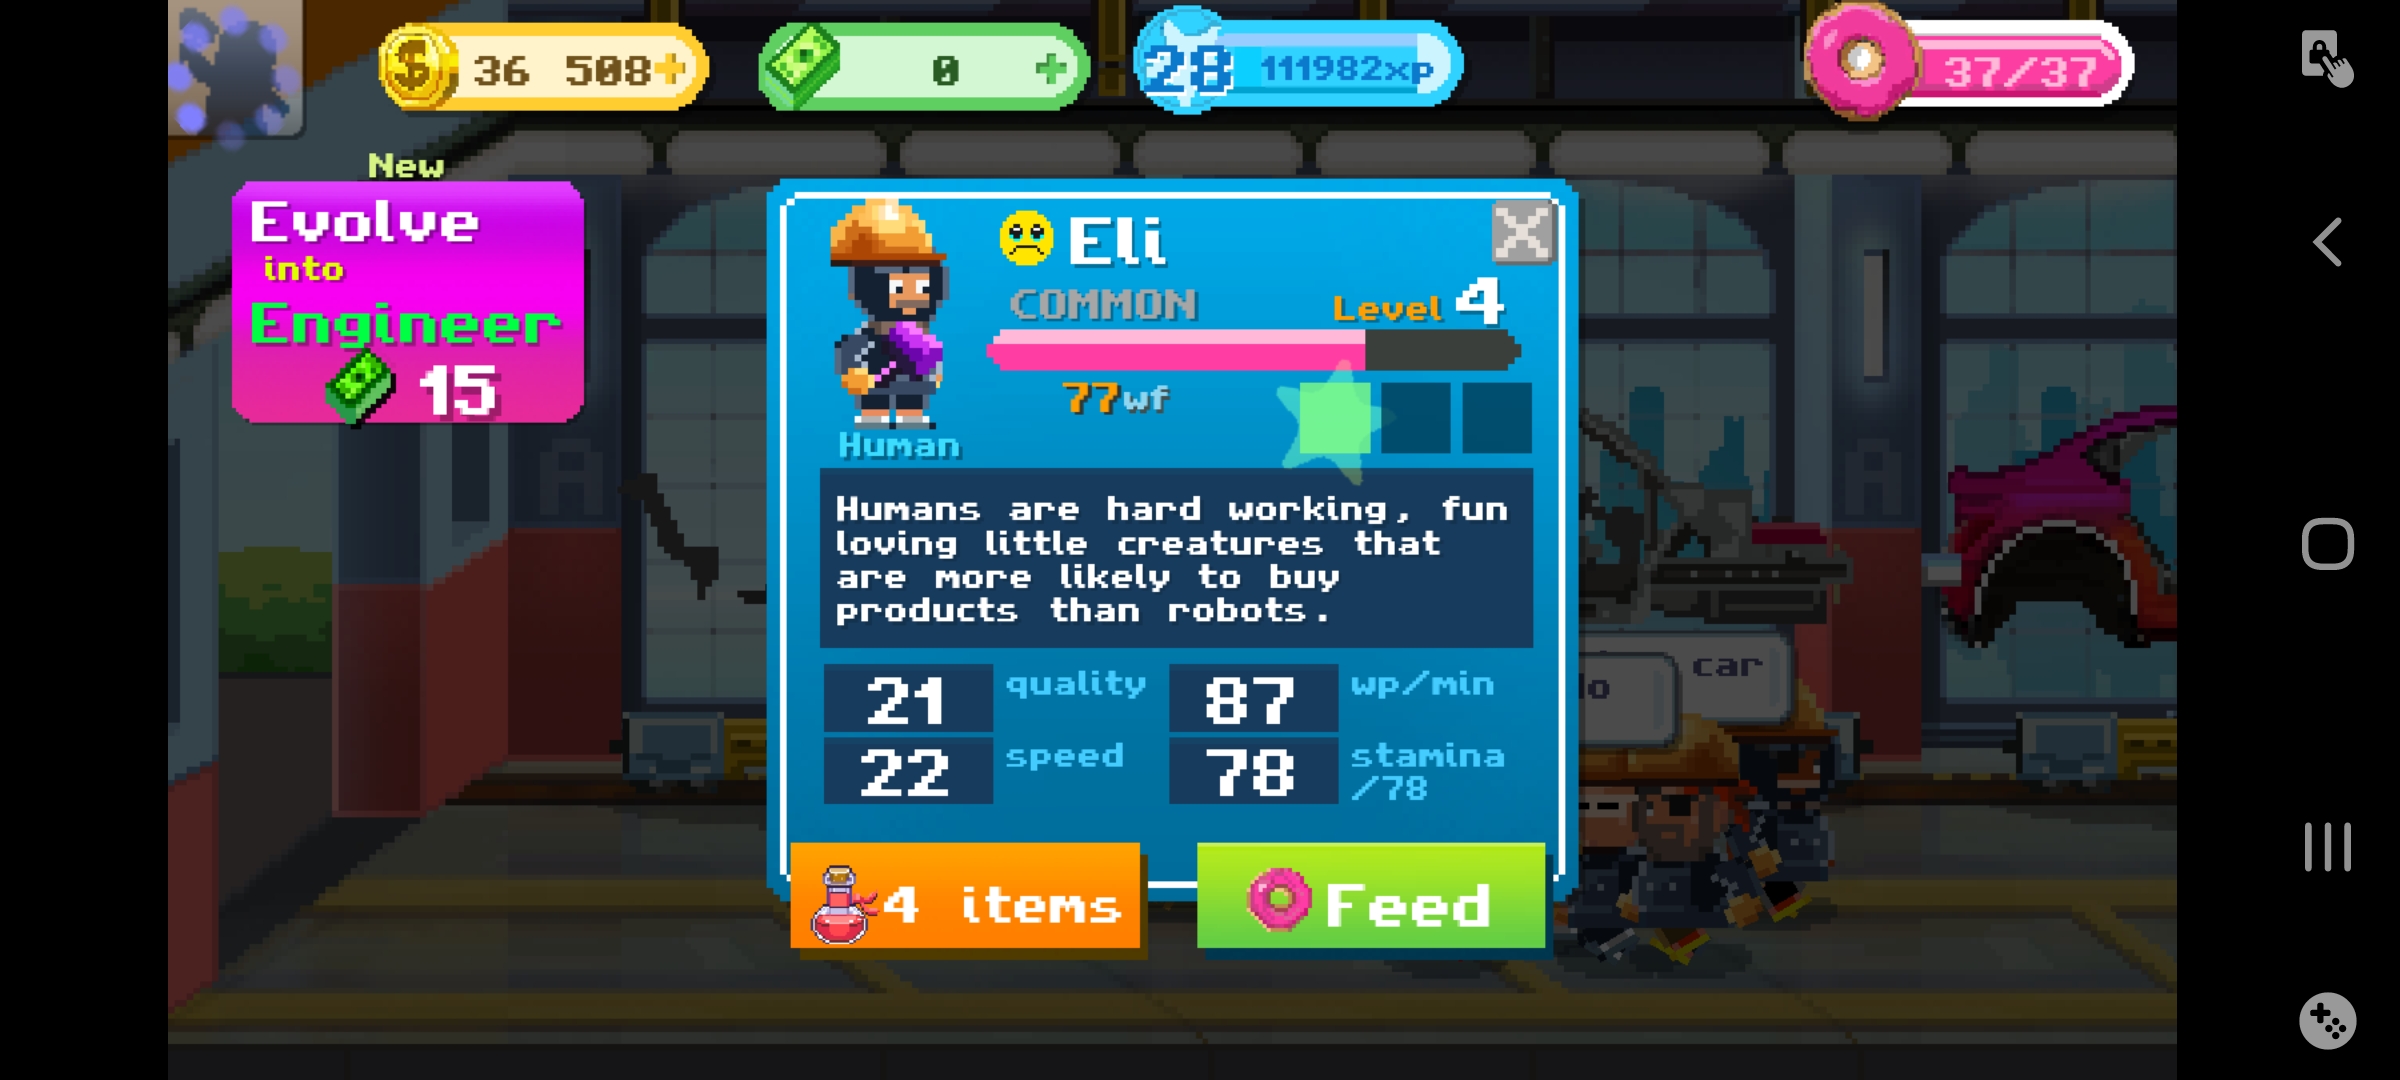 36 508
0
28 111982xp
37/37
New
Evolve
into
Engineer
15
Eli
COMMON
Level 4
77wf
Human
Humans are hard working, fun
loving little creatures that
are more likely to buy
products than robots.
21 quality
87 wp/min
22 speed
78 stamina
/78
car
4 items
Feed
A
A